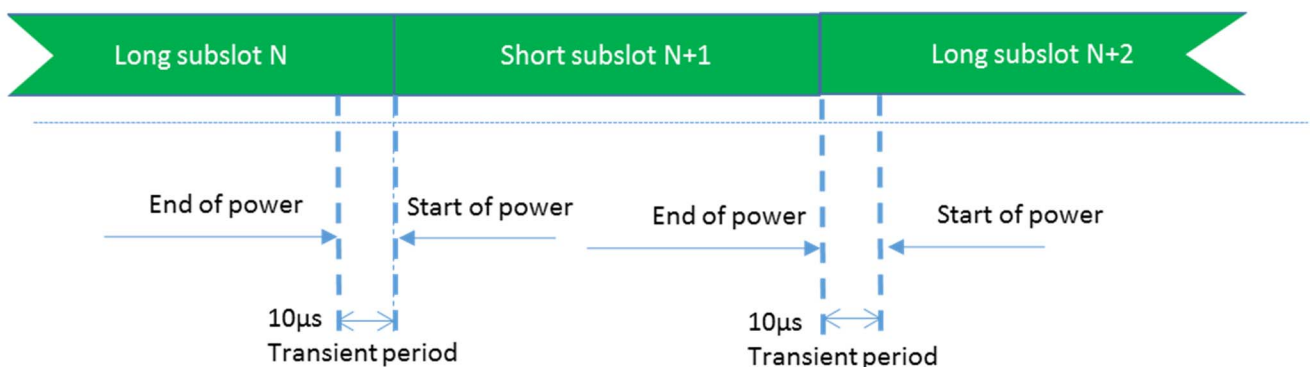 Long subslot N
Short subslot N+1
Long subslot N+2
End of power
Start of power
End of power
Start of power
10µs
Transient period
10µs
Transient period